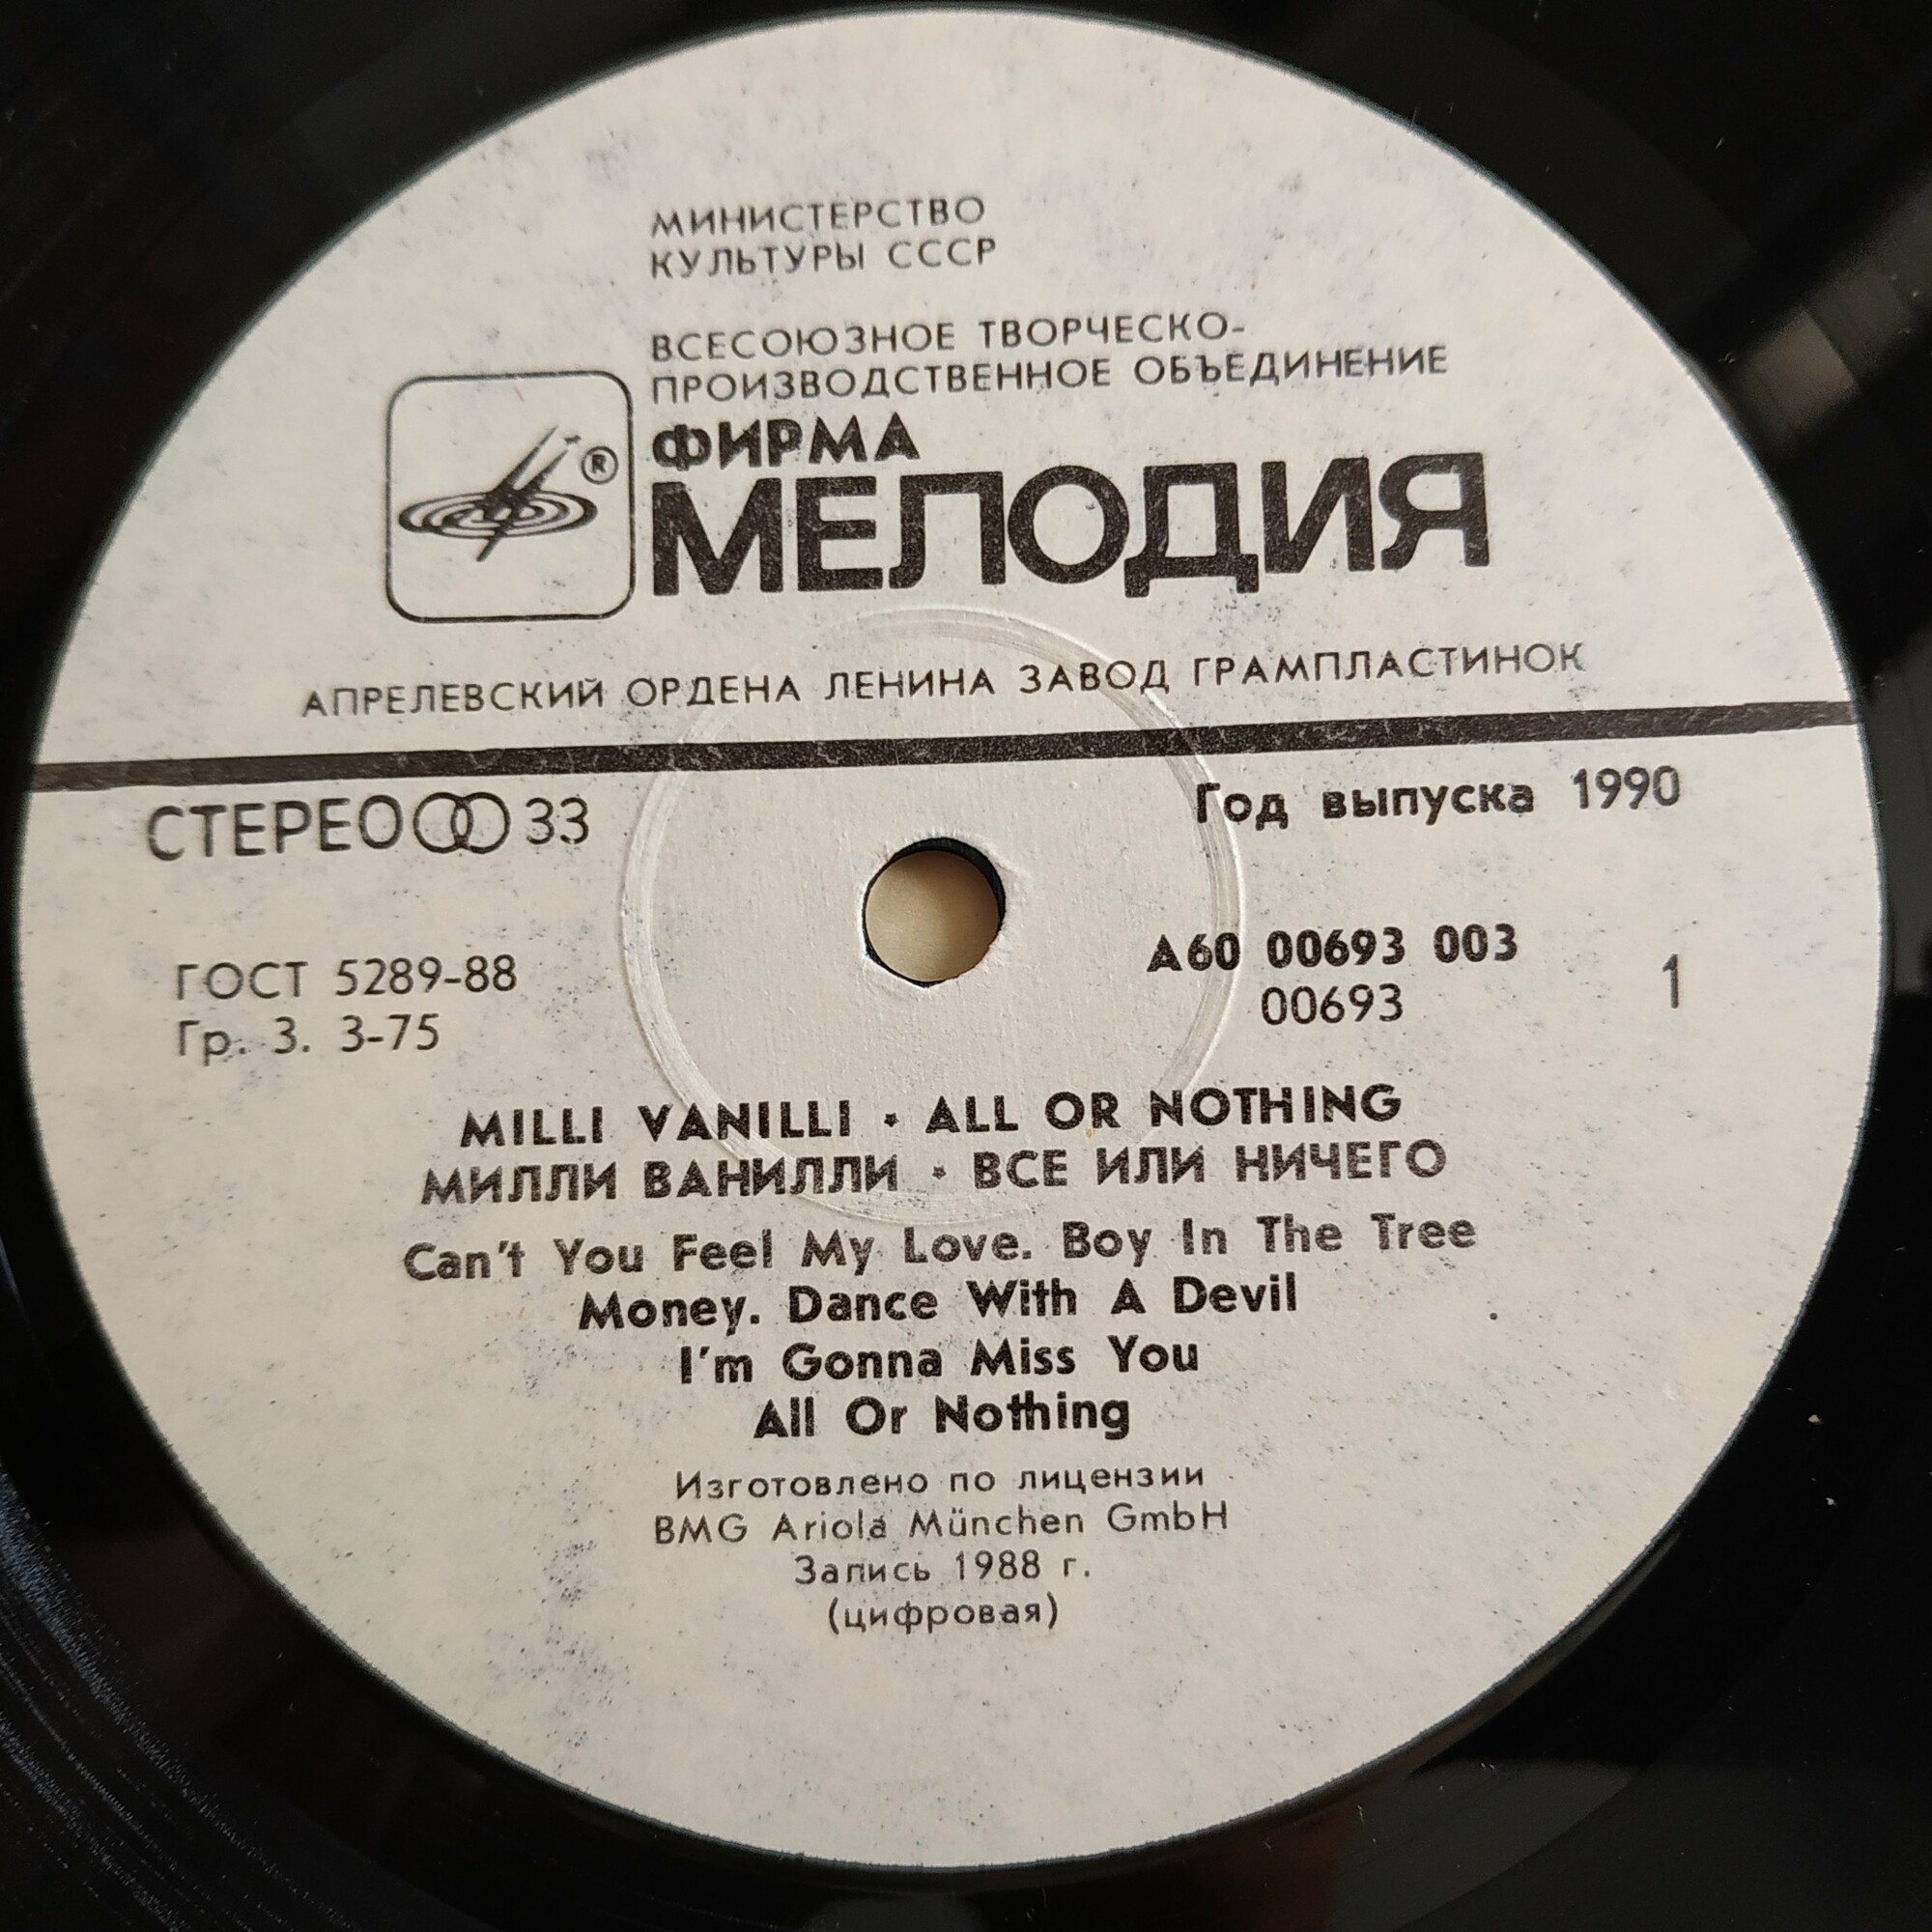 МИНИСТЕРСТВО
КУЛЬТУРЫ СССР
ВСЕСОЮЗНОЕ ТВОРЧЕСКО-
ПРОИЗВОДСТВЕННОЕ ОБЪЕДИНЕНИЕ
®
ФИРМА
МЕЛОДИЯ
АПРЕЛЕВСКИЙ ОРДЕНА ЛЕНИНА ЗАВОД ГРАМПЛАСТИНОК
СТЕРЕО 33
Год выпуска 1990
ГОСТ 5289-88
Гр. 3. 3-75
А60 00693 003
00693
1
MILLI VANILLI · ALL OR NOTHING
МИЛЛИ ВАНИЛЛИ · ВСЕ ИЛИ НИЧЕГО
Can't You Feel My Love. Boy In The Tree
Money. Dance With A Devil
I'm Gonna Miss You
All Or Nothing
Изготовлено по лицензии
BMG Ariola München GmbH
Запись 1988 г.
(цифровая)